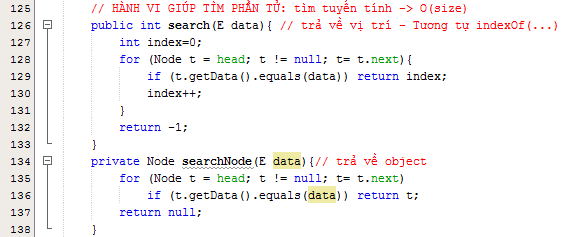 125 // HÀNH VI GIÚP TÍM PHẦN TỬ: tìm tuyến tính -> O(size)
126 public int search(E data){ // trả về vị trí - Tương tự indexOf(...)
127 int index=0;
128 for (Node t = head; t != null; t= t.next){
129 if (t.getData().equals(data)) return index;
130 index++;
131 }
132 return -1;
133 }
134 private Node searchNode(E data){// trả về object
135 for (Node t = head; t != null; t= t.next)
136 if (t.getData().equals(data)) return t;
137 return null;
138 }